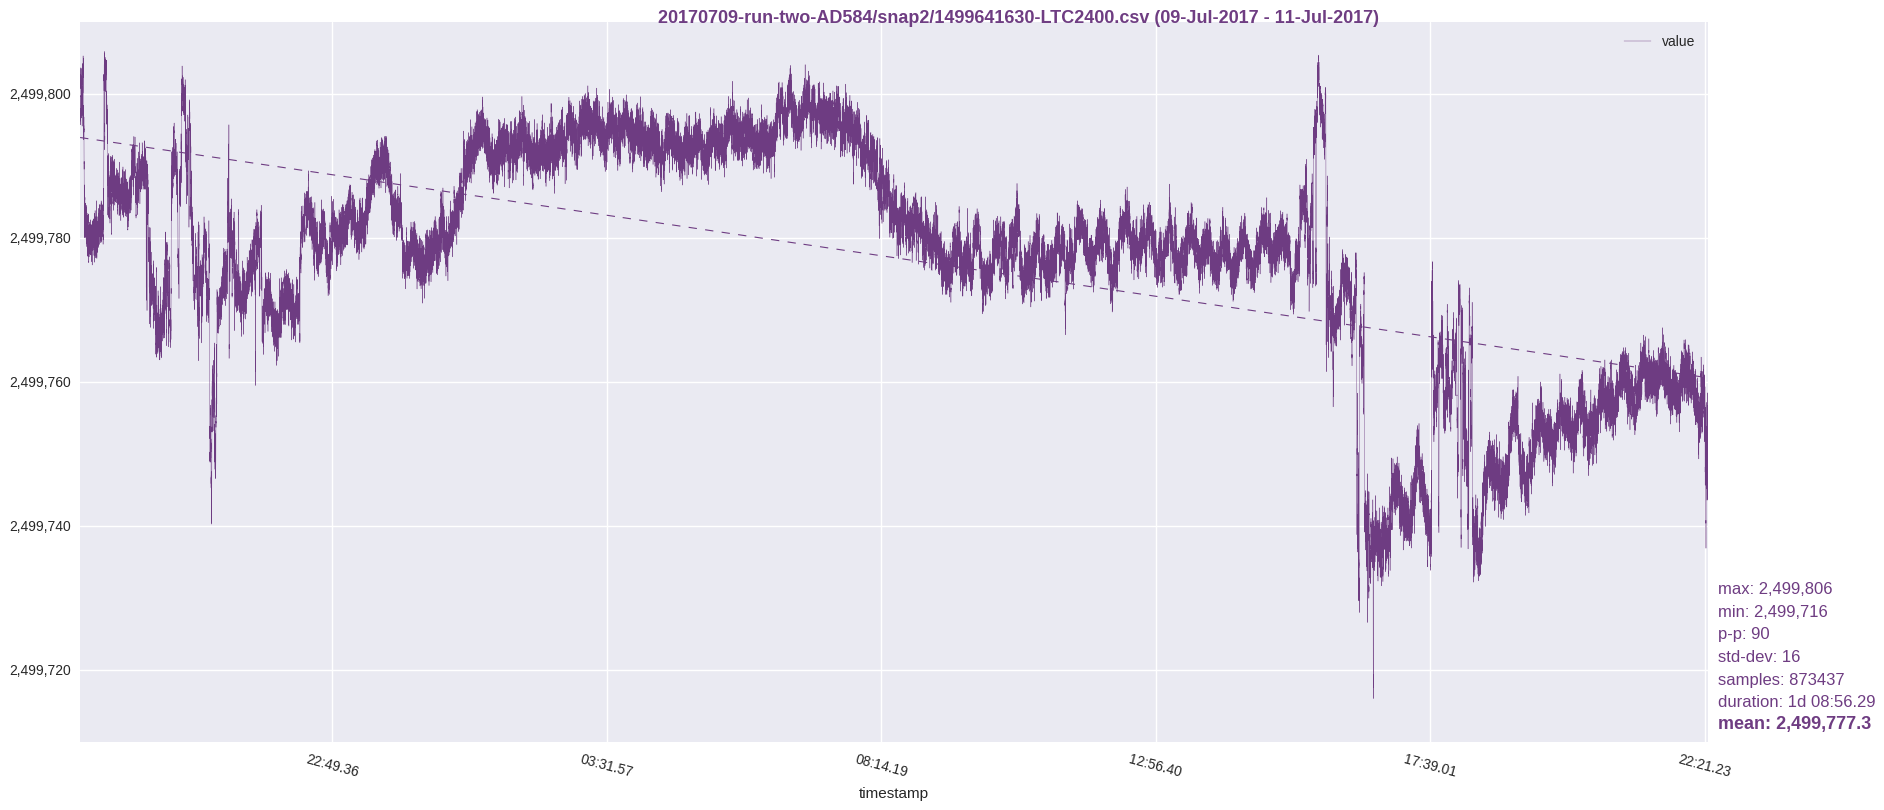 20170709-run-two-AD584/snap2/1499641630-LTC2400.csv (09-Jul-2017 - 11-Jul-2017)
value
2,499,800
2,499,780
2,499,760
2,499,740
2,499,720
max: 2,499,806
min: 2,499,716
p-p: 90
std-dev: 16
samples: 873437
duration: 1d 08:56.29
mean: 2,499,777.3
22:49.36
03:31.57
08:14.19
12:56.40
17:39.01
22:21.23
timestamp